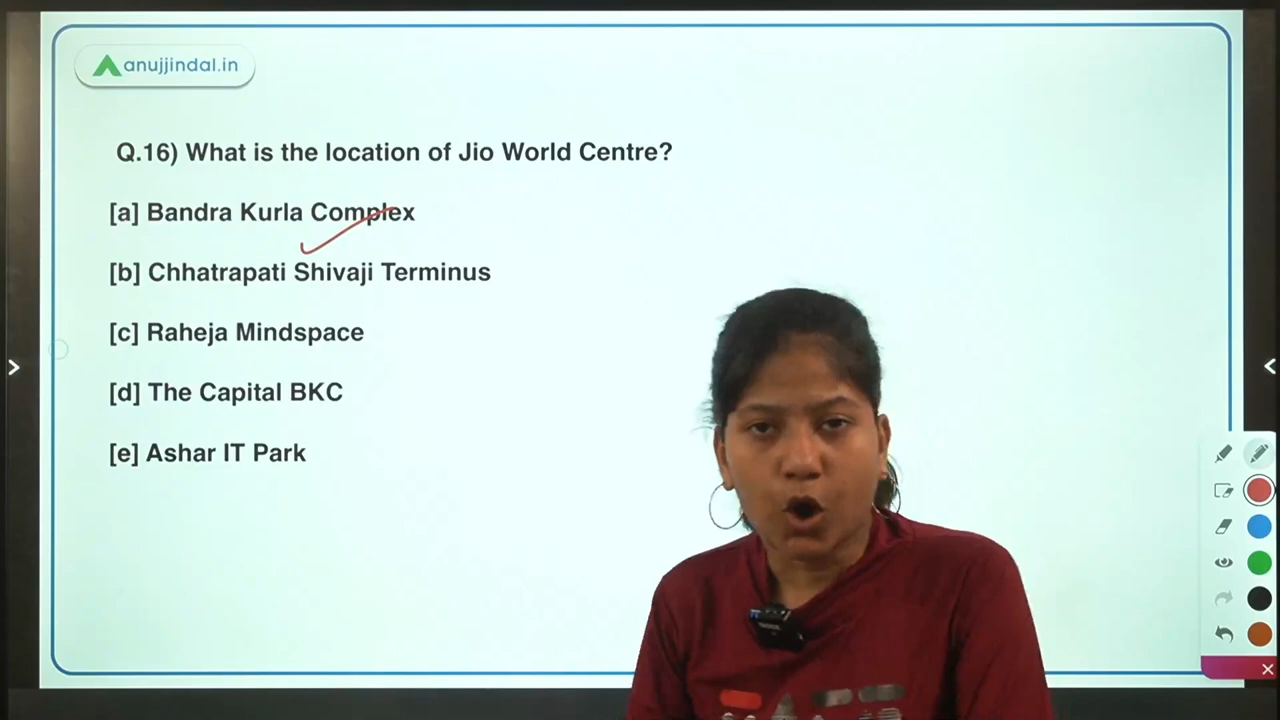 anujjindal.in
Q.16) What is the location of Jio World Centre?
[a] Bandra Kurla Complex
[b] Chhatrapati Shivaji Terminus
[c] Raheja Mindspace
[d] The Capital BKC
[e] Ashar IT Park